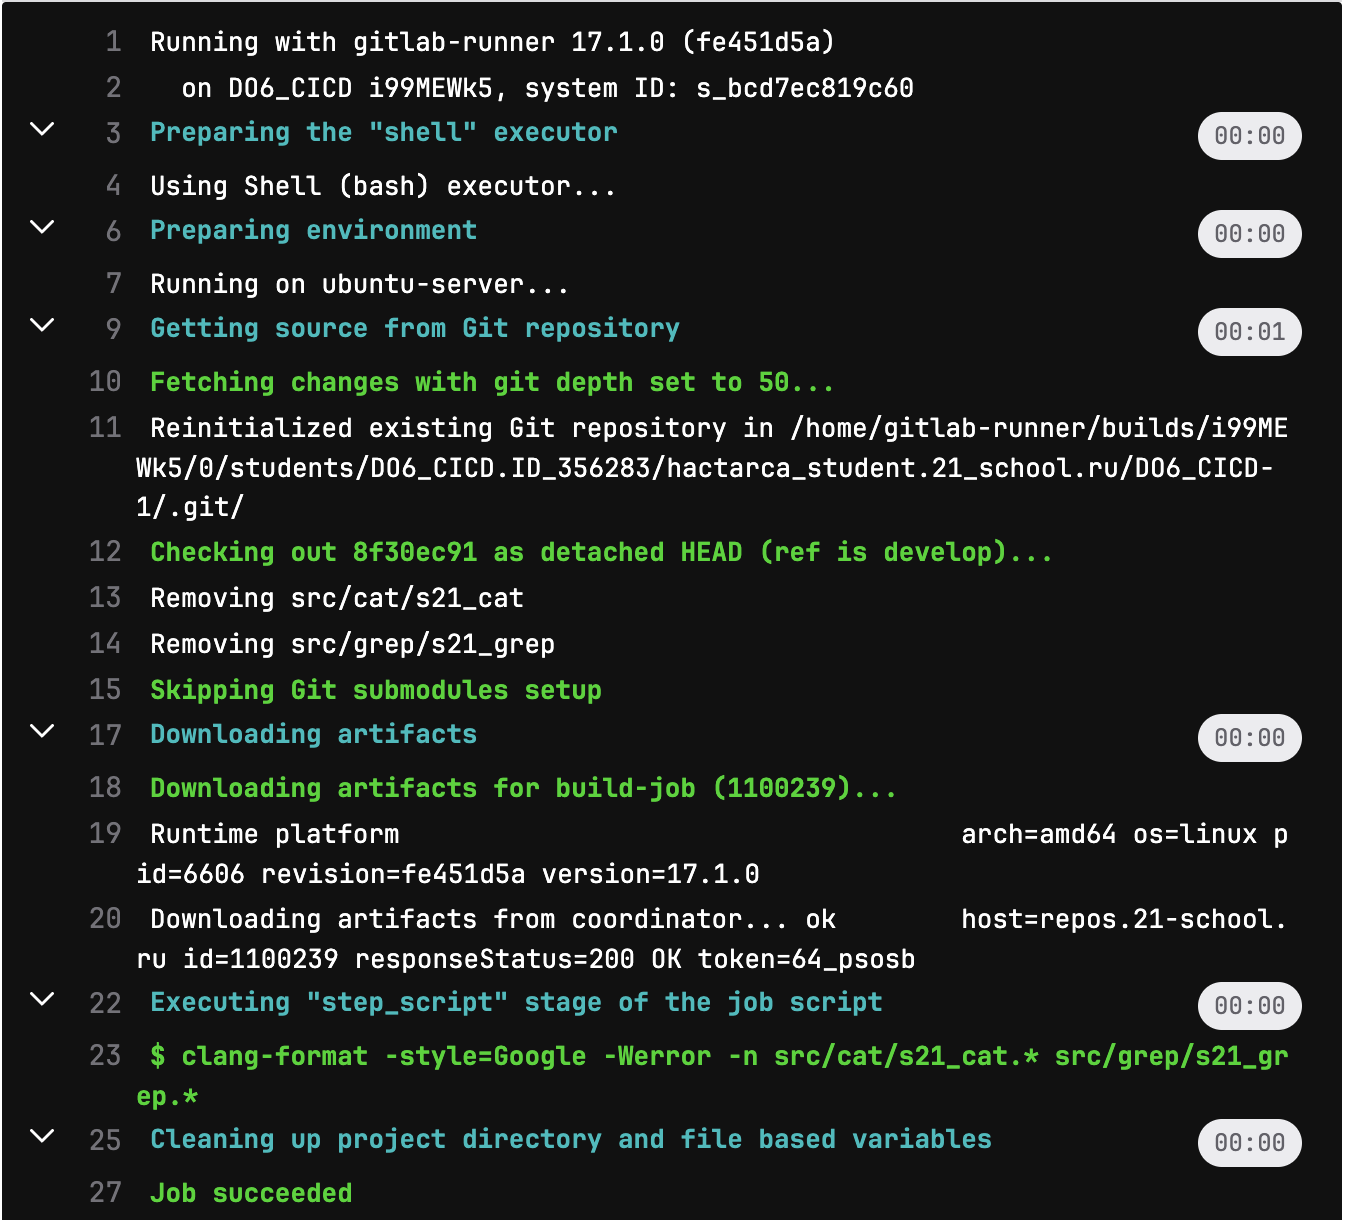 1 Running with gitlab-runner 17.1.0 (fe451d5a)
2 on DO6_CICD i99MEWk5, system ID: s_bcd7ec819c60
3 Preparing the "shell" executor 00:00
4 Using Shell (bash) executor...
6 Preparing environment 00:00
7 Running on ubuntu-server...
9 Getting source from Git repository 00:01
10 Fetching changes with git depth set to 50...
11 Reinitialized existing Git repository in /home/gitlab-runner/builds/i99ME
Wk5/0/students/DO6_CICD.ID_356283/hactarca_student.21_school.ru/DO6_CICD-
1/.git/
12 Checking out 8f30ec91 as detached HEAD (ref is develop)...
13 Removing src/cat/s21_cat
14 Removing src/grep/s21_grep
15 Skipping Git submodules setup
17 Downloading artifacts 00:00
18 Downloading artifacts for build-job (1100239)...
19 Runtime platform arch=amd64 os=linux p
id=6606 revision=fe451d5a version=17.1.0
20 Downloading artifacts from coordinator... ok host=repos.21-school.
ru id=1100239 responseStatus=200 OK token=64_psosb
22 Executing "step_script" stage of the job script 00:00
23 $ clang-format -style=Google -Werror -n src/cat/s21_cat.* src/grep/s21_gr
ep.*
25 Cleaning up project directory and file based variables 00:00
27 Job succeeded